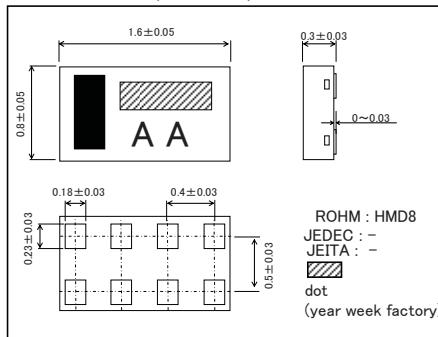 1.6±0.05
0.3±0.03
0.8±0.05
A A
0~0.03
0.18±0.03
0.4±0.03
0.23±0.03
0.5±0.03
ROHM : HMD8
JEDEC : -
JEITA : -
dot
(year week factory)